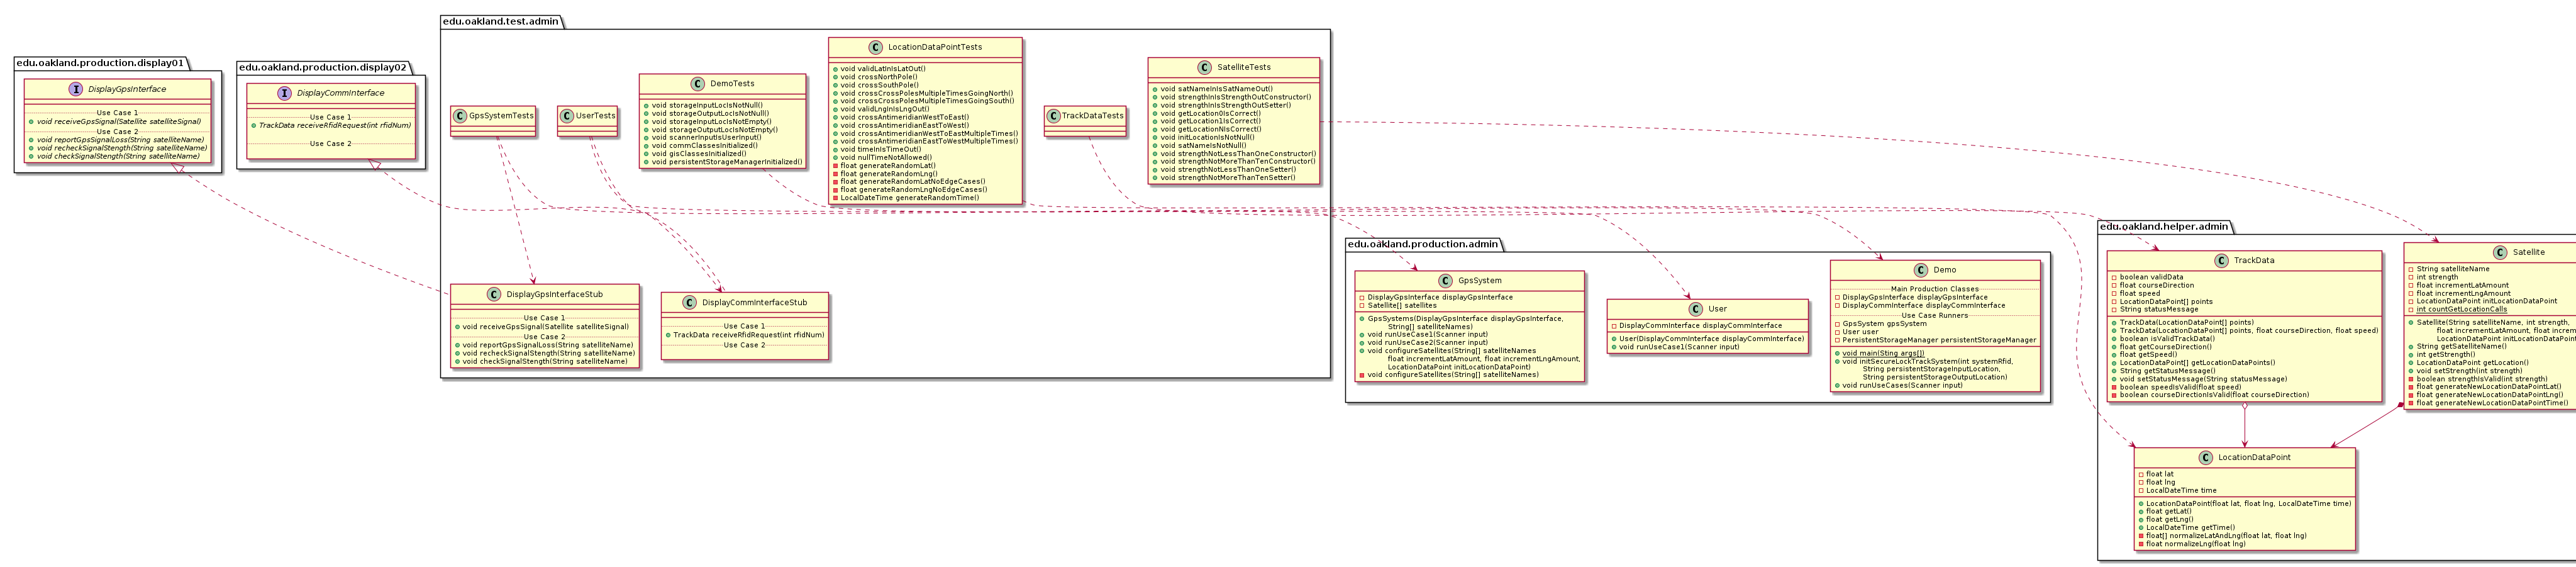 edu.oakland.production.display01
DisplayGpsInterface
Use Case 1
void receiveGpsSignal(Satellite satelliteSignal)
Use Case 2
void reportGpsSignalLoss(String satelliteName)
void recheckSignalStength(String satelliteName)
void checkSignalStength(String satelliteName)
edu.oakland.production.display02
DisplayCommInterface
Use Case 1
TrackData receiveRfidRequest(int rfidNum)
Use Case 2
edu.oakland.test.admin
GpsSystemTests
UserTests
DemoTests
void storageInputLocIsNotNull()
void storageOutputLocIsNotNull()
void storageInputLocIsNotEmpty()
void storageOutputLocIsNotEmpty()
void scannerInputIsUserInput()
void commClassesInitialized()
void gisClassesInitialized()
void persistentStorageManagerInitialized()
LocationDataPointTests
void validLatInIsLatOut()
void crossNorthPole()
void crossSouthPole()
void crossCrossPolesMultipleTimesGoingNorth()
void crossCrossPolesMultipleTimesGoingSouth()
void validLngInIsLngOut()
void crossAntimeridianWestToEast()
void crossAntimeridianEastToWest()
void crossAntimeridianWestToEastMultipleTimes()
void crossAntimeridianEastToWestMultipleTimes()
void timeInIsTimeOut()
void nullTimeNotAllowed()
float generateRandomLat()
float generateRandomLng()
float generateRandomLatNoEdgeCases()
float generateRandomLngNoEdgeCases()
LocalDateTime generateRandomTime()
TrackDataTests
SatelliteTests
void satNameInIsSatNameOut()
void strengthInIsStrengthOutConstructor()
void strengthInIsStrengthOutSetter()
void getLocation0IsCorrect()
void getLocation1IsCorrect()
void getLocationNIsCorrect()
void initLocationIsNotNull()
void satNameIsNotNull()
void strengthNotLessThanOneConstructor()
void strengthNotMoreThanTenConstructor()
void strengthNotLessThanOneSetter()
void strengthNotMoreThanTenSetter()
DisplayGpsInterfaceStub
Use Case 1
void receiveGpsSignal(Satellite satelliteSignal)
Use Case 2
void reportGpsSignalLoss(String satelliteName)
void recheckSignalStength(String satelliteName)
void checkSignalStength(String satelliteName)
DisplayCommInterfaceStub
Use Case 1
TrackData receiveRfidRequest(int rfidNum)
Use Case 2
edu.oakland.production.admin
GpsSystem
DisplayGpsInterface displayGpsInterface
Satellite[] satellites
GpsSystems(DisplayGpsInterface displayGpsInterface,
String[] satelliteNames)
void runUseCase1(Scanner input)
void runUseCase2(Scanner input)
void configureSatellites(String[] satelliteNames
float incrementLatAmount, float incrementLngAmount,
LocationDataPoint initLocationDataPoint)
void configureSatellites(String[] satelliteNames)
User
DisplayCommInterface displayCommInterface
User(DisplayCommInterface displayCommInterface)
void runUseCase1(Scanner input)
Demo
Main Production Classes
DisplayGpsInterface displayGpsInterface
DisplayCommInterface displayCommInterface
Use Case Runners
GpsSystem gpsSystem
User user
PersistentStorageManager persistentStorageManager
void main(Sting args[])
void initSecureLockTrackSystem(int systemRfid,
String persistentStorageInputLocation,
String persistentStorageOutputLocation)
void runUseCases(Scanner input)
edu.oakland.helper.admin
TrackData
boolean validData
float courseDirection
float speed
LocationDataPoint[] points
String statusMessage
TrackData(LocationDataPoint[] points)
TrackData(LocationDataPoint[] points, float courseDirection, float speed)
boolean isValidTrackData()
float getCourseDirection()
float getSpeed()
LocationDataPoint[] getLocationDataPoints()
String getStatusMessage()
void setStatusMessage(String statusMessage)
boolean speedIsValid(float speed)
boolean courseDirectionIsValid(float courseDirection)
Satellite
String satelliteName
int strength
float incrementLatAmount
float incrementLngAmount
LocationDataPoint initLocationDataPoint
int countGetLocationCalls
Satellite(String satelliteName, int strength,
float incrementLatAmount, float increm
LocationDataPoint initLocationDataPoint
String getSatelliteName()
int getStrength()
LocationDataPoint getLocation()
void setStrength(int strength)
boolean strengthIsValid(int strength)
float generateNewLocationDataPointLat()
float generateNewLocationDataPointLng()
float generateNewLocationDataPointTime()
LocationDataPoint
float lat
float lng
LocalDateTime time
LocationDataPoint(float lat, float lng, LocalDateTime time)
float getLat()
float getLng()
LocalDateTime getTime()
float[] normalizeLatAndLng(float lat, float lng)
float normalizeLng(float lng)